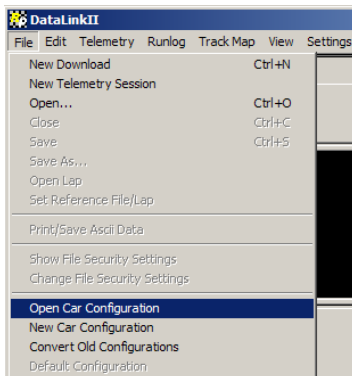 DataLinkII
File Edit Telemetry Runlog Track Map View Settings
New Download Ctrl+N
New Telemetry Session
Open... Ctrl+O
Close Ctrl+C
Save Ctrl+S
Save As...
Open Lap
Set Reference File/Lap
Print/Save Ascii Data
Show File Security Settings
Change File Security Settings
Open Car Configuration
New Car Configuration
Convert Old Configurations
Default Configuration